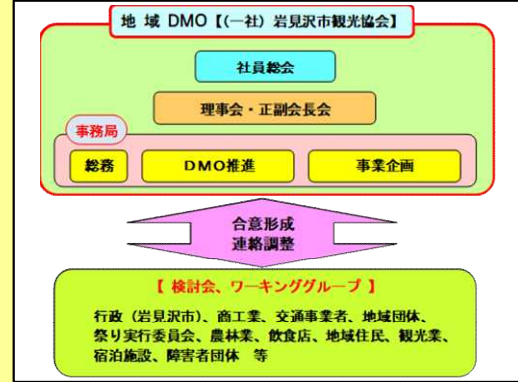 地 域 DMO【(一社) 岩見沢市観光協会】
社員総会
理事会・正副会長会
事務局
総務
DMO推進
事業企画
合意形成
連絡調整
【 検討会、ワーキンググループ 】
行政（岩見沢市）、商工業、交通事業者、地域団体、
祭り実行委員会、農林業、飲食店、地域住民、観光業、
宿泊施設、障害者団体 等